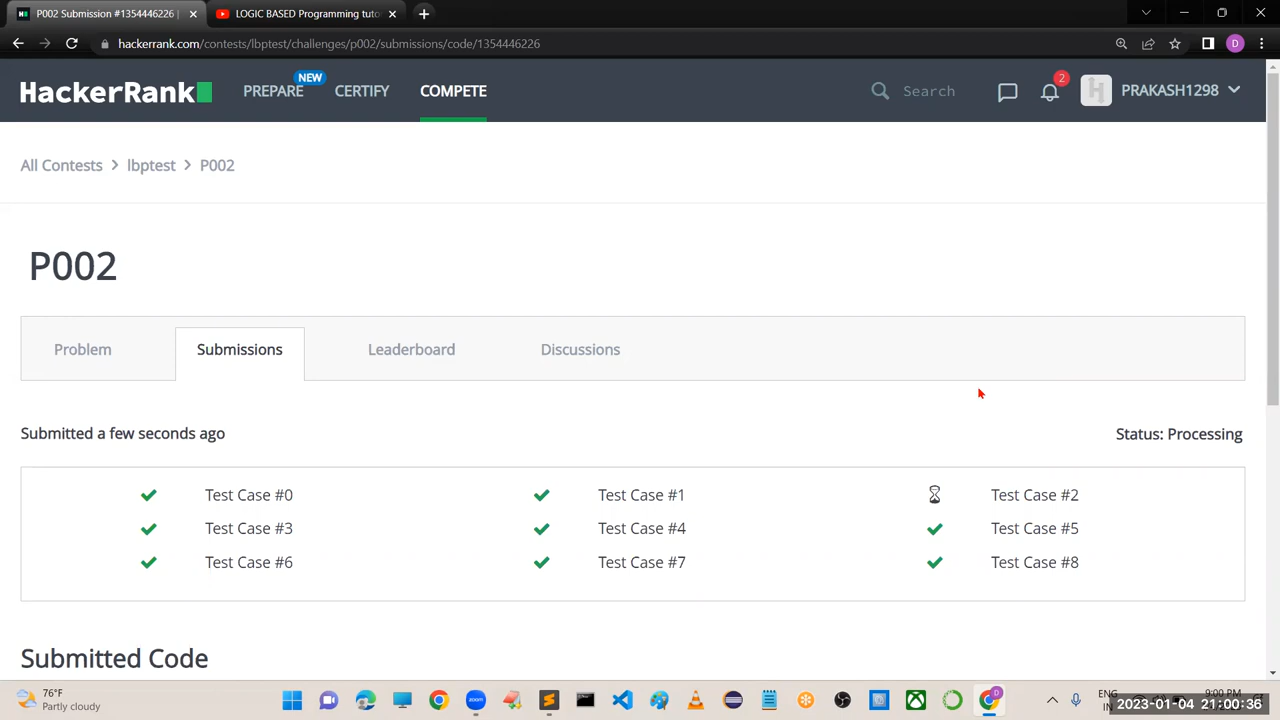 P002 Submission #1354446226 |
LOGIC BASED Programming tuto
hackerrank.com/contests/lbptest/challenges/p002/submissions/code/1354446226
D
HackerRank
PREPARE
NEW
CERTIFY
COMPETE
Search
2
PRAKASH1298
All Contests > lbptest > P002
P002
Problem
Submissions
Leaderboard
Discussions
Submitted a few seconds ago
Status: Processing
Test Case #0
Test Case #1
Test Case #2
Test Case #3
Test Case #4
Test Case #5
Test Case #6
Test Case #7
Test Case #8
Submitted Code
76°F
Partly cloudy
ENG
IN
9:00 PM
2023-01-04 21:00:36